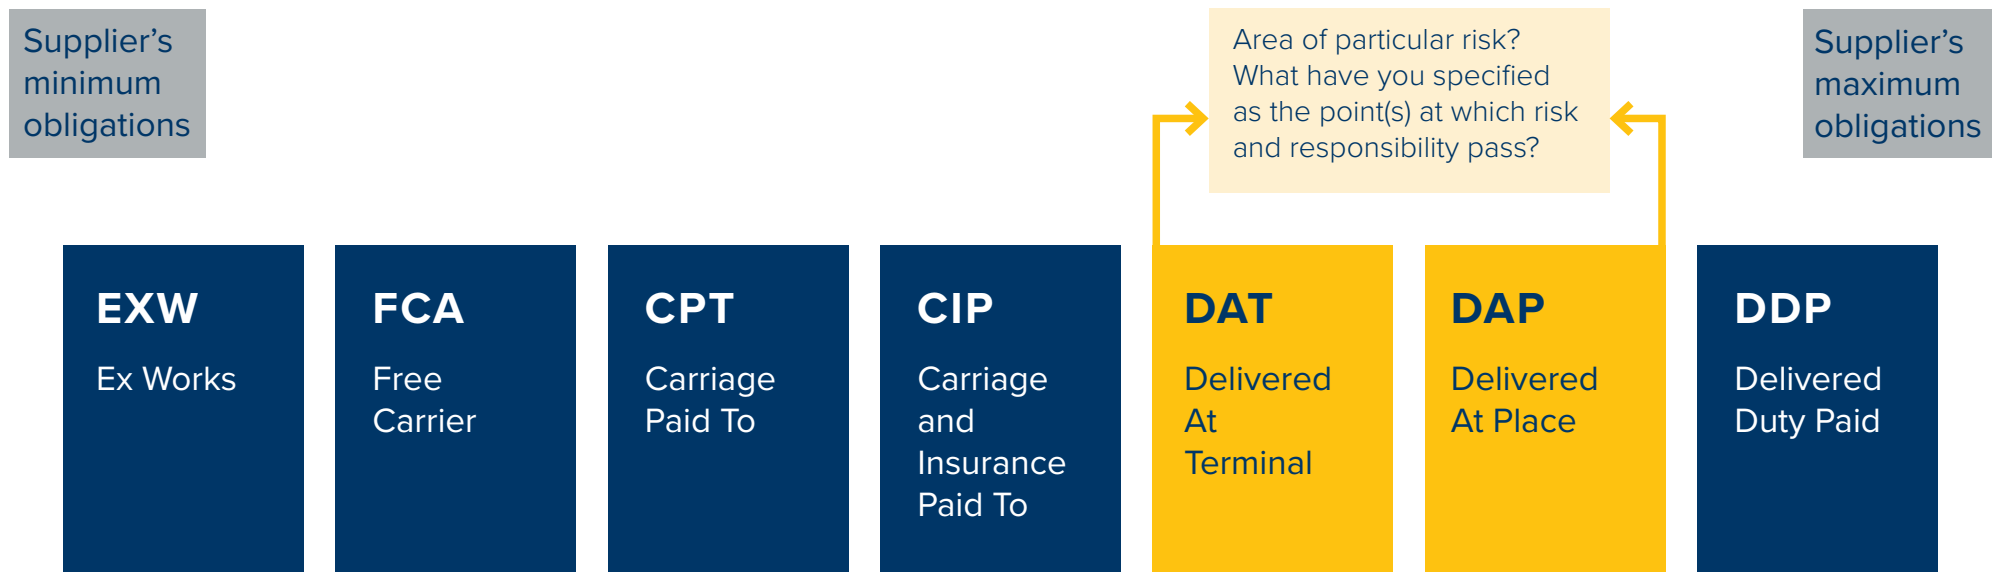 Supplier’s
minimum
obligations
Area of particular risk?
What have you specified
as the point(s) at which risk
and responsibility pass?
Supplier’s
maximum
obligations
EXW
Ex Works
FCA
Free
Carrier
CPT
Carriage
Paid To
CIP
Carriage
and
Insurance
Paid To
DAT
Delivered
At
Terminal
DAP
Delivered
At Place
DDP
Delivered
Duty Paid